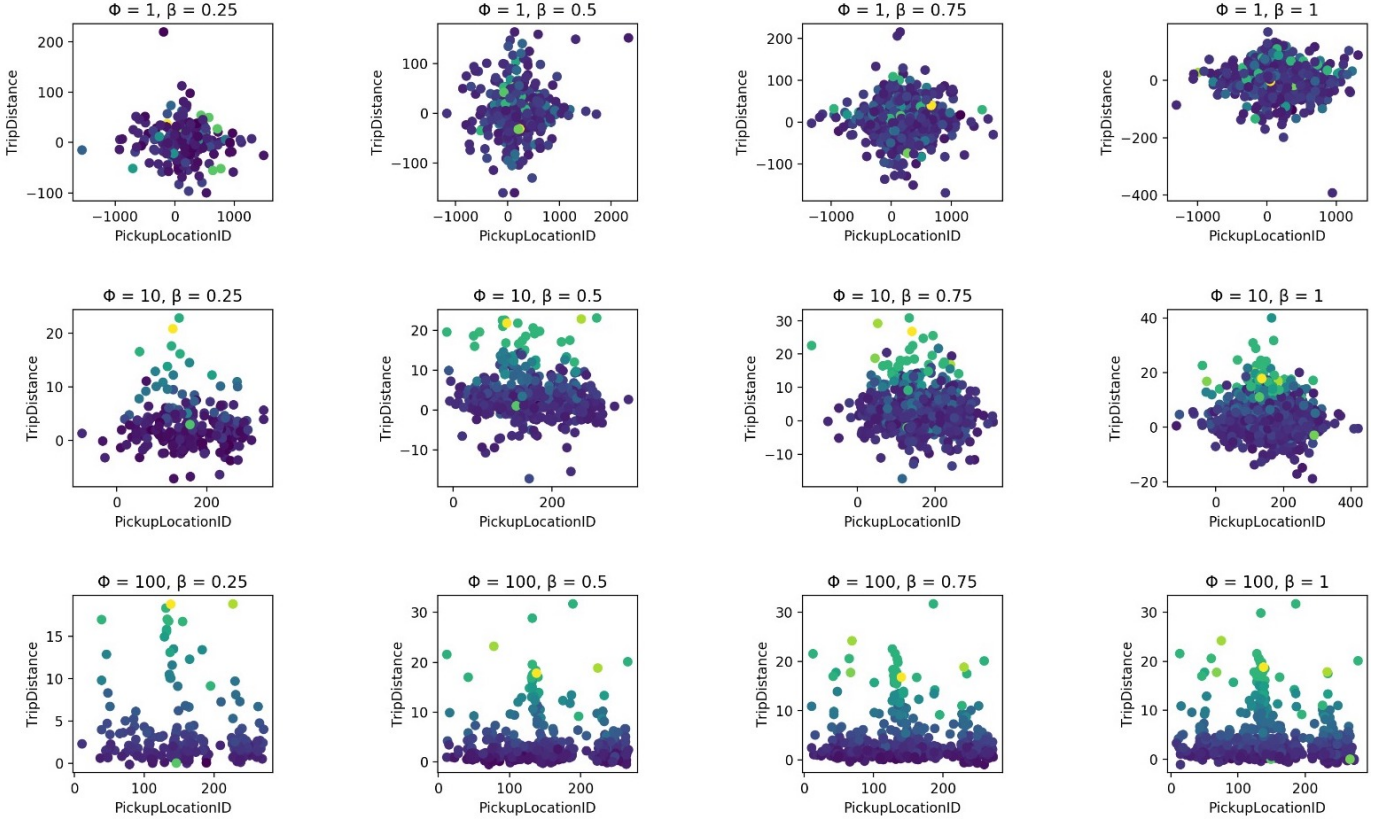 Φ = 1, β = 0.25
200
100
0
−100
TripDistance
−1000 0 1000
PickupLocationID
Φ = 1, β = 0.5
100
0
−100
TripDistance
−1000 0 1000 2000
PickupLocationID
Φ = 1, β = 0.75
200
100
0
−100
TripDistance
−1000 0 1000
PickupLocationID
Φ = 1, β = 1
0
−200
−400
TripDistance
−1000 0 1000
PickupLocationID
Φ = 10, β = 0.25
20
10
0
TripDistance
0 200
PickupLocationID
Φ = 10, β = 0.5
20
10
0
−10
TripDistance
0 200
PickupLocationID
Φ = 10, β = 0.75
30
20
10
0
−10
TripDistance
0 200
PickupLocationID
Φ = 10, β = 1
40
20
0
−20
TripDistance
0 200 400
PickupLocationID
Φ = 100, β = 0.25
15
10
5
0
TripDistance
0 100 200
PickupLocationID
Φ = 100, β = 0.5
30
20
10
0
TripDistance
0 100 200
PickupLocationID
Φ = 100, β = 0.75
30
20
10
0
TripDistance
0 100 200
PickupLocationID
Φ = 100, β = 1
30
20
10
0
TripDistance
0 100 200
PickupLocationID